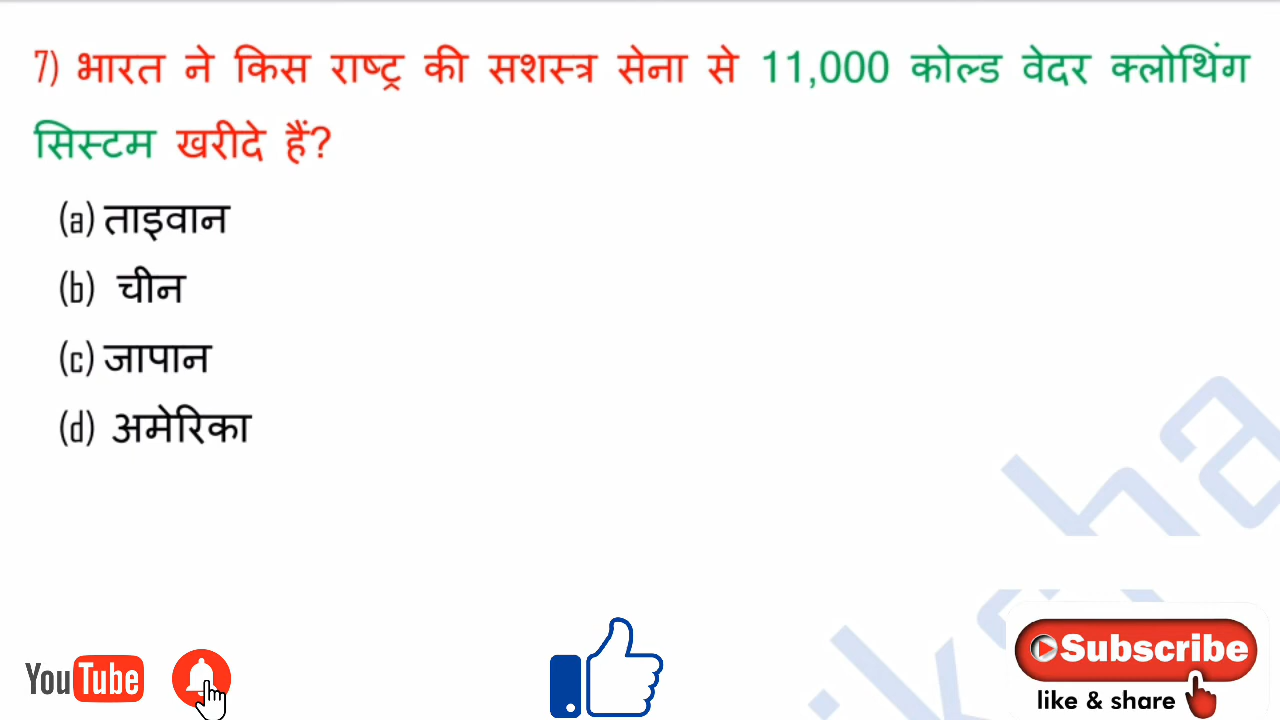 7) भारत ने किस राष्ट्र की सशस्त्र सेना से 11,000 कोल्ड वेदर क्लोथिंग
सिस्टम खरीदे हैं?
(a) ताइवान
(b) चीन
(c) जापान
(d) अमेरिका
YouTube
Subscribe
like & share